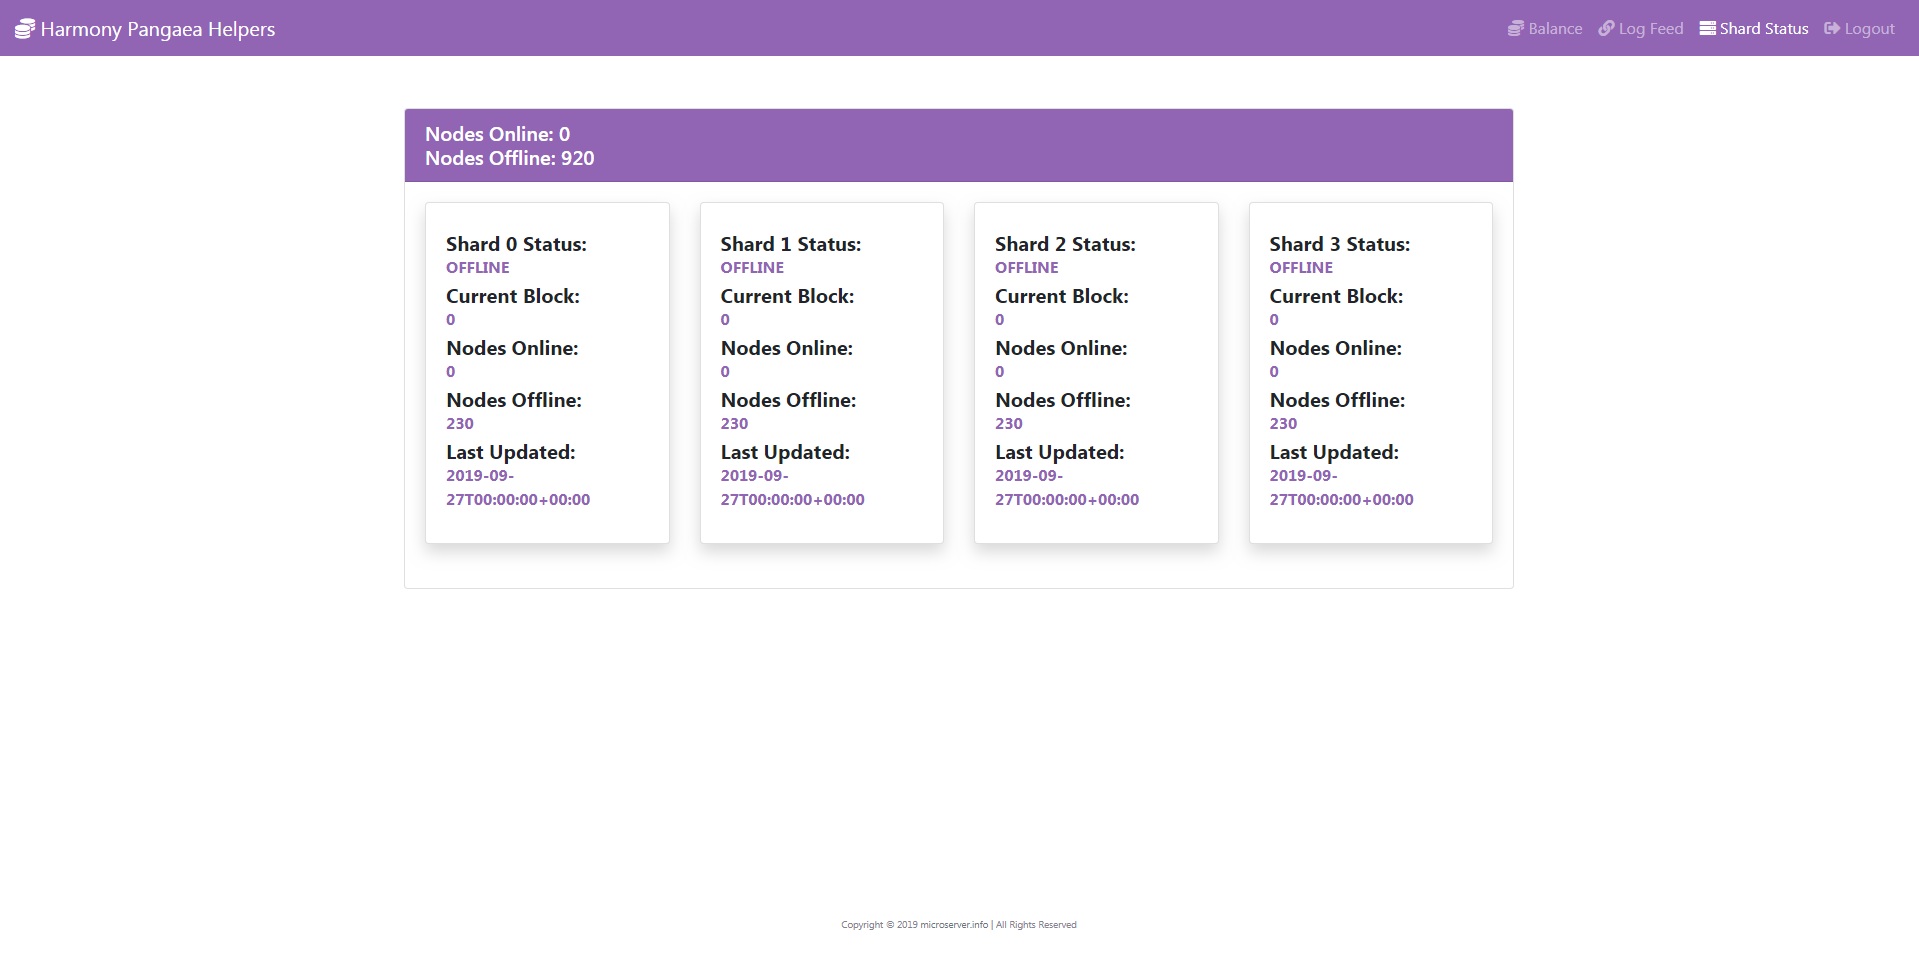 Harmony Pangaea Helpers
Balance
Log Feed
Shard Status
Logout
Nodes Online: 0
Nodes Offline: 920
Shard 0 Status:
OFFLINE
Current Block:
0
Nodes Online:
0
Nodes Offline:
230
Last Updated:
2019-09-
27T00:00:00+00:00
Shard 1 Status:
OFFLINE
Current Block:
0
Nodes Online:
0
Nodes Offline:
230
Last Updated:
2019-09-
27T00:00:00+00:00
Shard 2 Status:
OFFLINE
Current Block:
0
Nodes Online:
0
Nodes Offline:
230
Last Updated:
2019-09-
27T00:00:00+00:00
Shard 3 Status:
OFFLINE
Current Block:
0
Nodes Online:
0
Nodes Offline:
230
Last Updated:
2019-09-
27T00:00:00+00:00
Copyright © 2019 microserver.info | All Rights Reserved